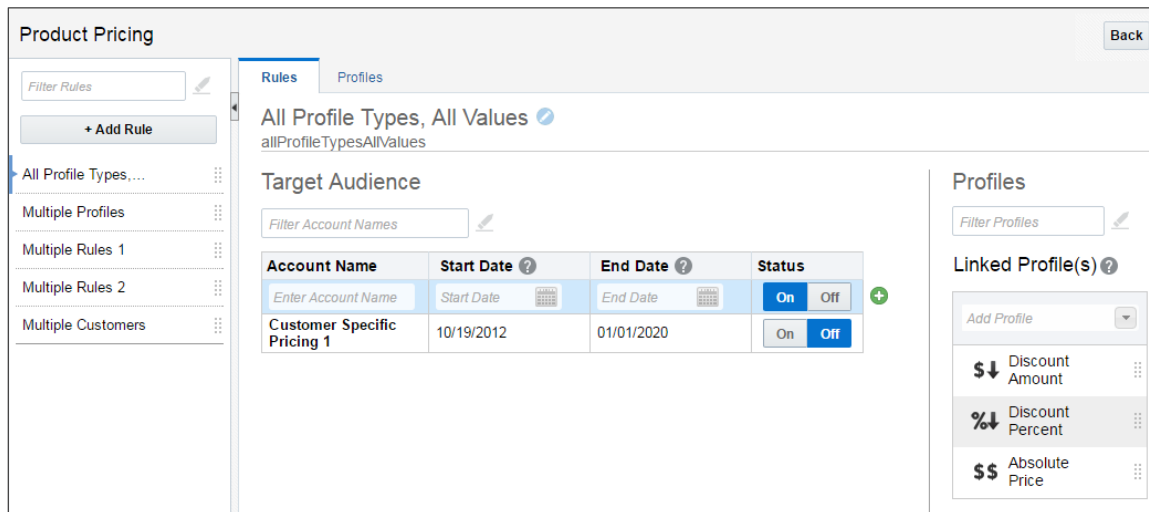 Product Pricing
Back
Filter Rules
+ Add Rule
All Profile Types,...
Multiple Profiles
Multiple Rules 1
Multiple Rules 2
Multiple Customers
Rules Profiles
All Profile Types, All Values
allProfileTypesAllValues
Target Audience
Filter Account Names
Account Name Start Date ? End Date ? Status
Enter Account Name Start Date End Date On Off
Customer Specific
Pricing 1 10/19/2012 01/01/2020 On Off
Profiles
Filter Profiles
Linked Profile(s) ?
Add Profile
$ Discount
Amount
% Discount
Percent
$$ Absolute
Price